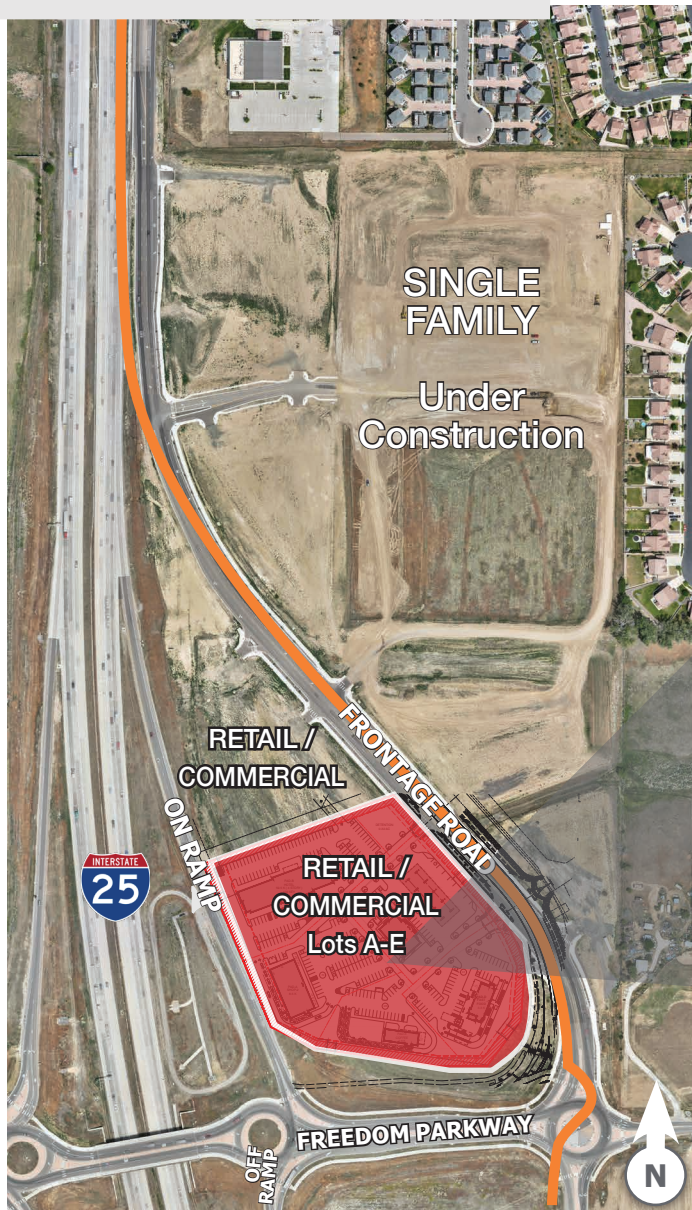 SINGLE
FAMILY
Under
Construction
FRONTAGE ROAD
RETAIL /
COMMERCIAL
ON RAMP
INTERSTATE
25
RETAIL /
COMMERCIAL
Lots A-E
FREEDOM PARKWAY
OFF
RAMP
N